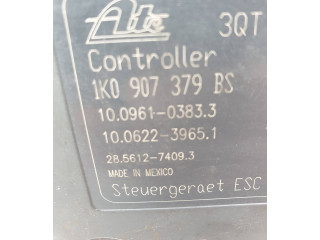 Ate 3QT
Controller
1K0 907 379 BS
10.0961-0383.3
10.0622-3965.1
28.5612-7409.3
MADE IN MEXICO
Steuergeraet ESC